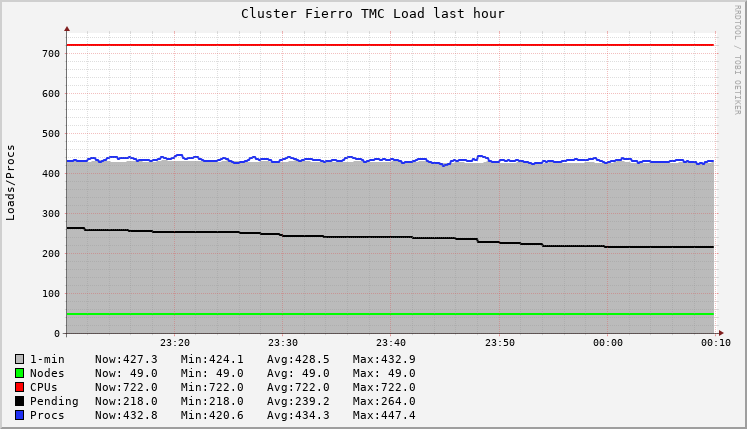 Cluster Fierro TMC Load last hour
RRDTOOL / TOBI OETIKER
Loads/Procs
700
600
500
400
300
200
100
0
23:20 23:30 23:40 23:50 00:00 00:10
1-min Now:427.3 Min:424.1 Avg:428.5 Max:432.9
Nodes Now: 49.0 Min: 49.0 Avg: 49.0 Max: 49.0
CPUs Now:722.0 Min:722.0 Avg:722.0 Max:722.0
Pending Now:218.0 Min:218.0 Avg:239.2 Max:264.0
Procs Now:432.8 Min:420.6 Avg:434.3 Max:447.4